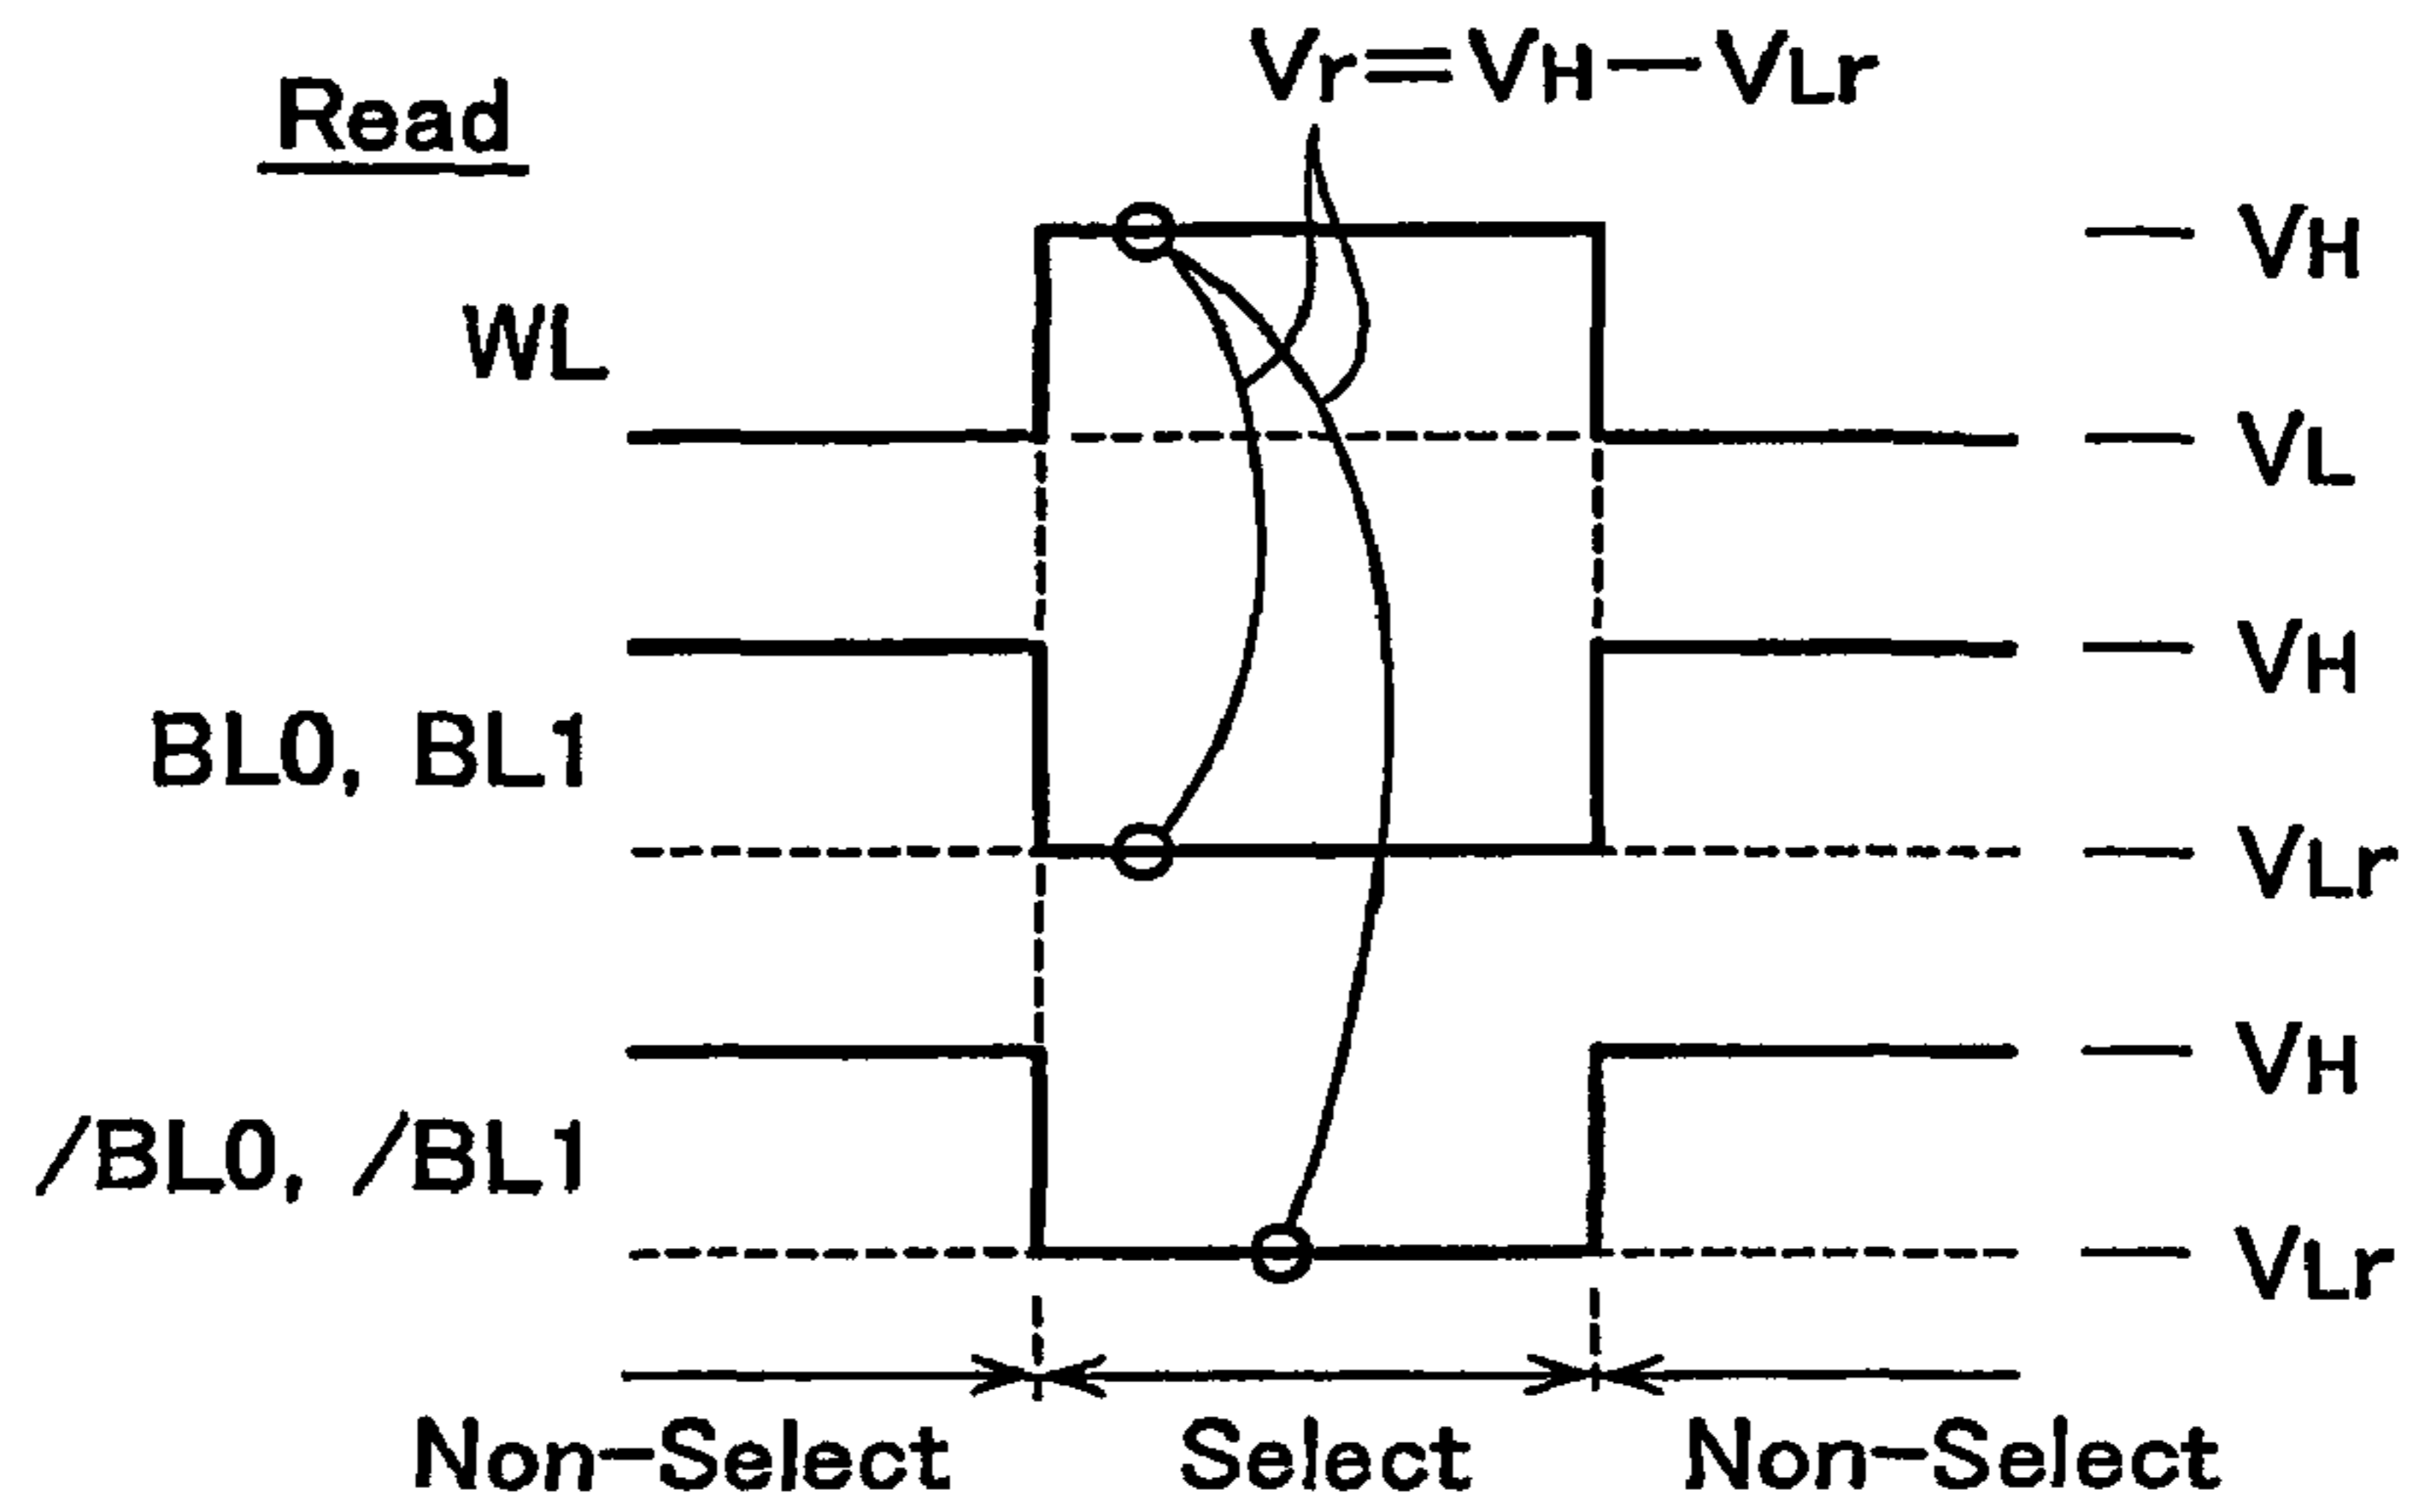 Vr=VH—VLr
Read
VH
WL
VL
VH
BL0, BL1
VLr
VH
/BL0, /BL1
VLr
Non-Select Select Non-Select